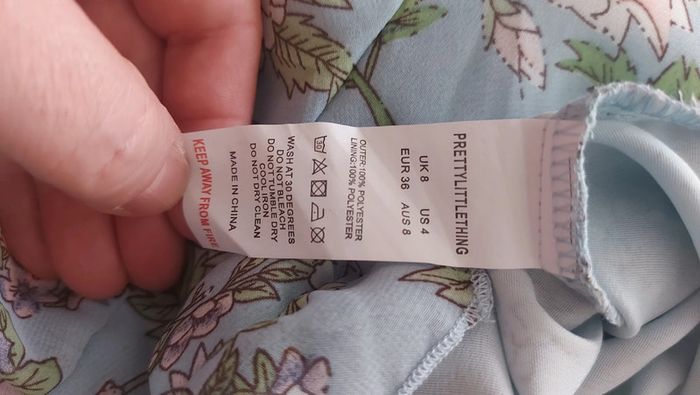 PRETTYLITTLETHING
UK 8 US 4
EUR 36 AUS 8
OUTER:100% POLYESTER
LINING:100% POLYESTER
30
WASH AT 30 DEGREES
DO NOT BLEACH
DO NOT TUMBLE DRY
COOL IRON
DO NOT DRY CLEAN
MADE IN CHINA
KEEP AWAY FROM FIRE